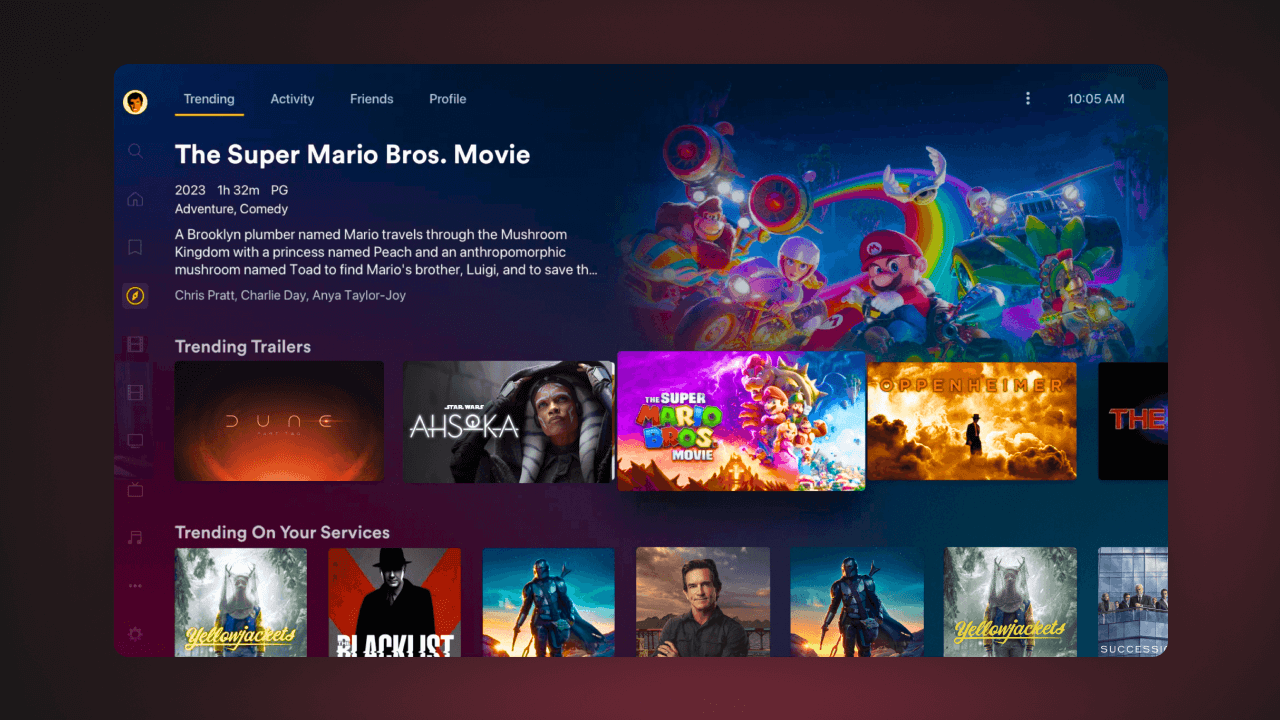 Trending Activity Friends Profile 10:05 AM
The Super Mario Bros. Movie
2023 1h 32m PG
Adventure, Comedy
A Brooklyn plumber named Mario travels through the Mushroom
Kingdom with a princess named Peach and an anthropomorphic
mushroom named Toad to find Mario's brother, Luigi, and to save th...
Chris Pratt, Charlie Day, Anya Taylor-Joy
Trending Trailers
DUNE
PART TWO
STAR WARS
AHSOKA
THE SUPER
MARIO
BROS.
MOVIE
OPPENHEIMER
THE
Trending On Your Services
Yellowjackets
BLACKLIST
Yellowjackets
SUCCESSIO